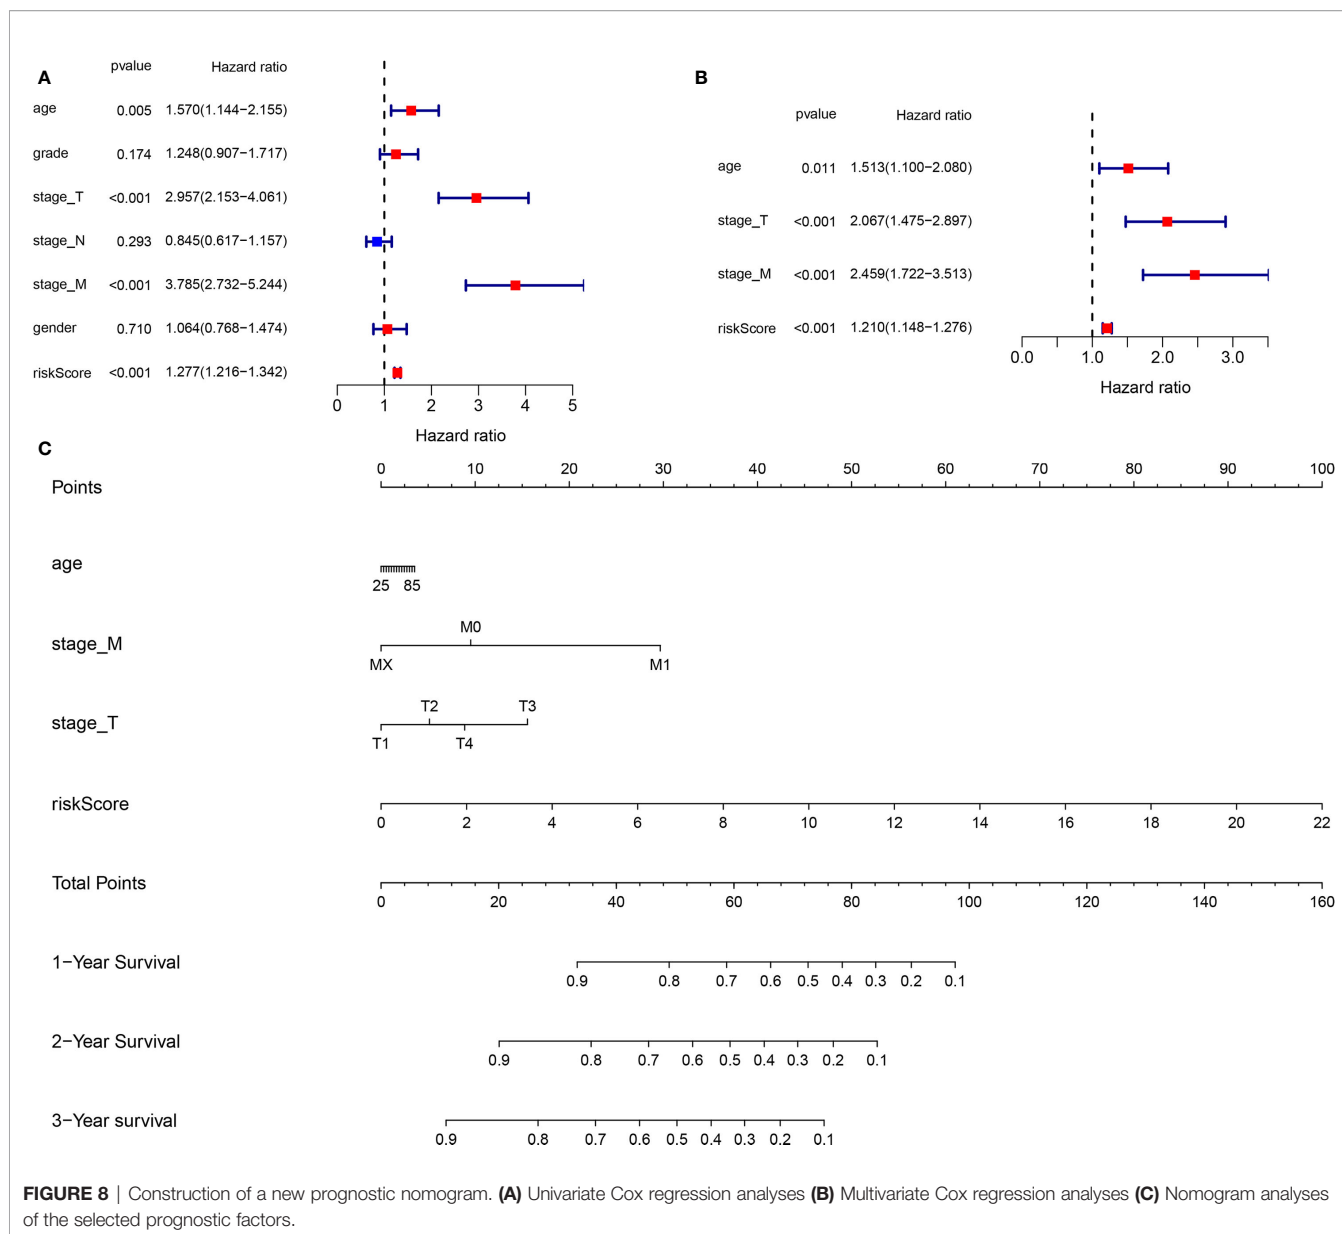 A
pvalue Hazard ratio
age 0.005 1.570(1.144−2.155)
grade 0.174 1.248(0.907−1.717)
stage_T <0.001 2.957(2.153−4.061)
stage_N 0.293 0.845(0.617−1.157)
stage_M <0.001 3.785(2.732−5.244)
gender 0.710 1.064(0.768−1.474)
riskScore <0.001 1.277(1.216−1.342)
0 1 2 3 4 5
Hazard ratio
B
pvalue Hazard ratio
age 0.011 1.513(1.100−2.080)
stage_T <0.001 2.067(1.475−2.897)
stage_M <0.001 2.459(1.722−3.513)
riskScore <0.001 1.210(1.148−1.276)
0.0 1.0 2.0 3.0
Hazard ratio
C
0 10 20 30 40 50 60 70 80 90 100
Points
age
25 85
M0
stage_M
MX M1
T2 T3
stage_T
T1 T4
riskScore
0 2 4 6 8 10 12 14 16 18 20 22
Total Points
0 20 40 60 80 100 120 140 160
1−Year Survival
0.9 0.8 0.7 0.6 0.5 0.4 0.3 0.2 0.1
2−Year Survival
0.9 0.8 0.7 0.6 0.5 0.4 0.3 0.2 0.1
3−Year survival
0.9 0.8 0.7 0.6 0.5 0.4 0.3 0.2 0.1
FIGURE 8 | Construction of a new prognostic nomogram. (A) Univariate Cox regression analyses (B) Multivariate Cox regression analyses (C) Nomogram analyses
of the selected prognostic factors.